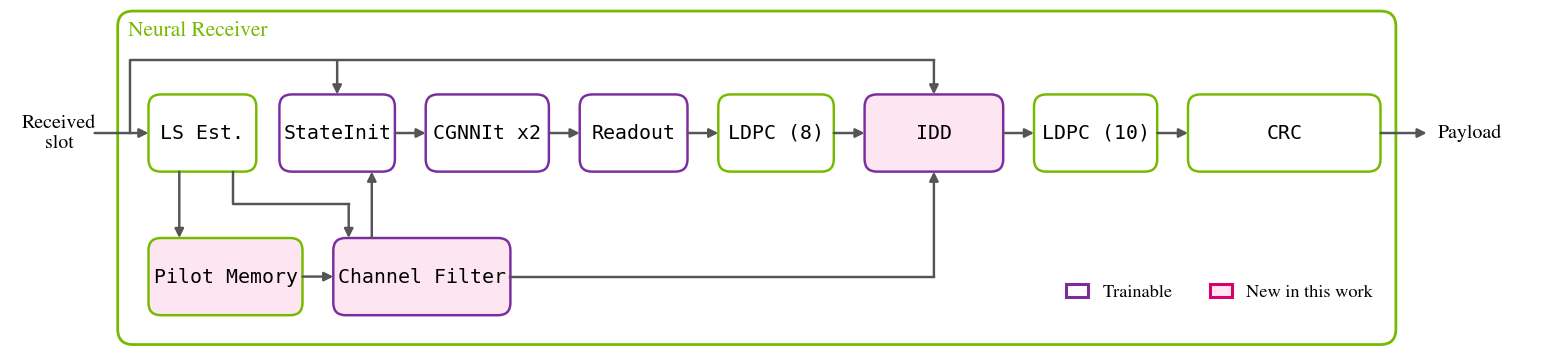 Neural Receiver
Received
slot
LS Est.
StateInit
CGNNIt x2
Readout
LDPC (8)
IDD
LDPC (10)
CRC
Payload
Pilot Memory
Channel Filter
Trainable
New in this work